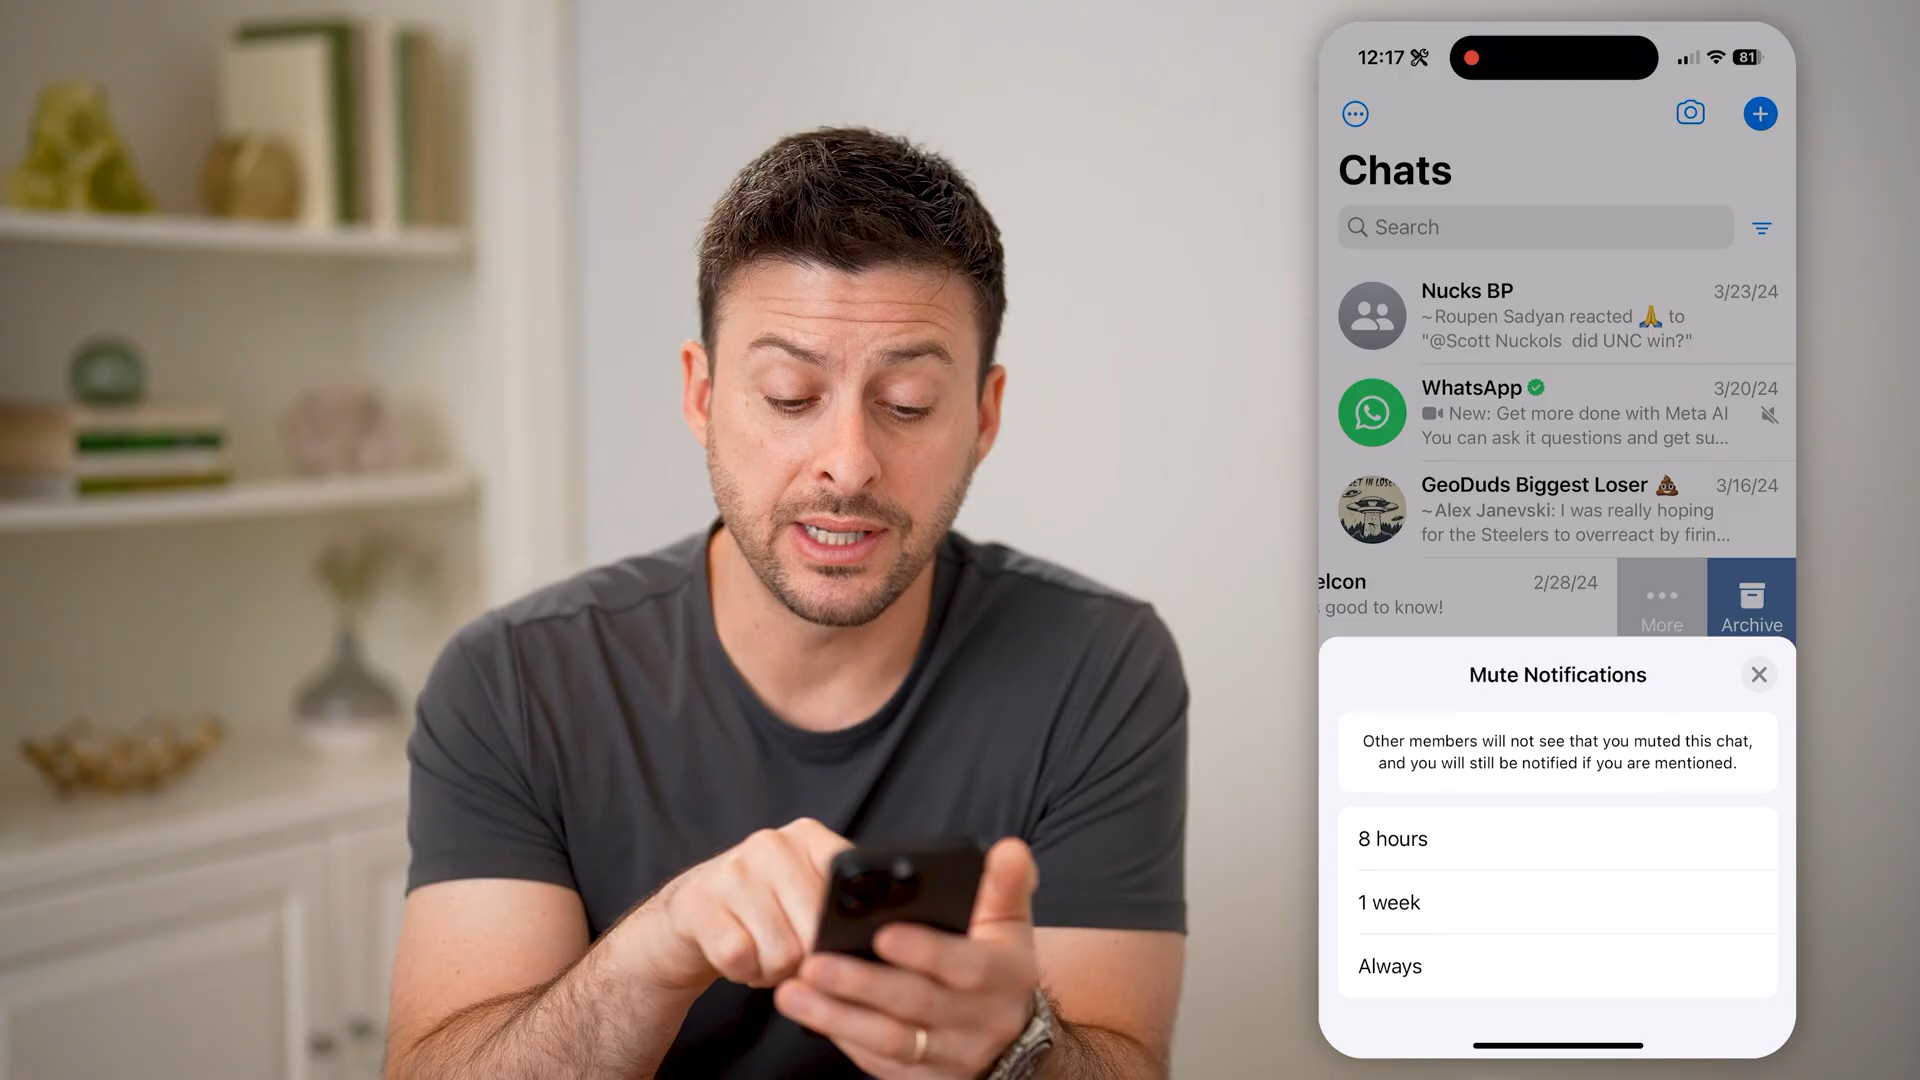 12:17
81
Chats
Search
Nucks BP
3/23/24
~Roupen Sadyan reacted 🙏 to
"@Scott Nuckols did UNC win?"
WhatsApp
3/20/24
New: Get more done with Meta AI
You can ask it questions and get su...
GeoDuds Biggest Loser 💩
3/16/24
~Alex Janevski: I was really hoping
for the Steelers to overreact by firin...
elcon
2/28/24
good to know!
More
Archive
Mute Notifications
Other members will not see that you muted this chat,
and you will still be notified if you are mentioned.
8 hours
1 week
Always